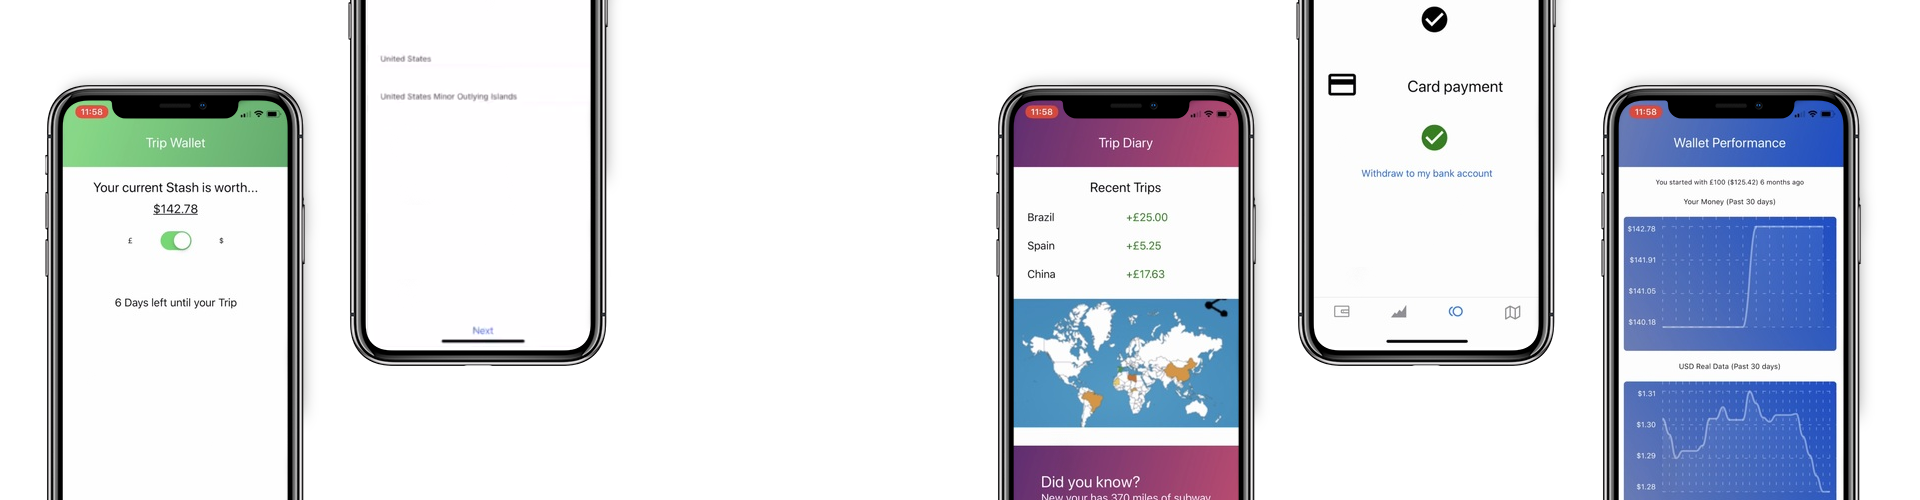 11:58
Trip Wallet
Your current Stash is worth...
$142.78
£ $
6 Days left until your Trip
United States
United States Minor Outlying Islands
Next
11:58
Trip Diary
Recent Trips
Brazil +£25.00
Spain +£5.25
China +£17.63
Did you know?
New your has 370 miles of subway
Card payment
Withdraw to my bank account
11:58
Wallet Performance
You started with £100 ($125.42) 6 months ago
Your Money (Past 30 days)
$142.78
$141.91
$141.05
$140.18
USD Real Data (Past 30 days)
$1.31
$1.30
$1.29
$1.28